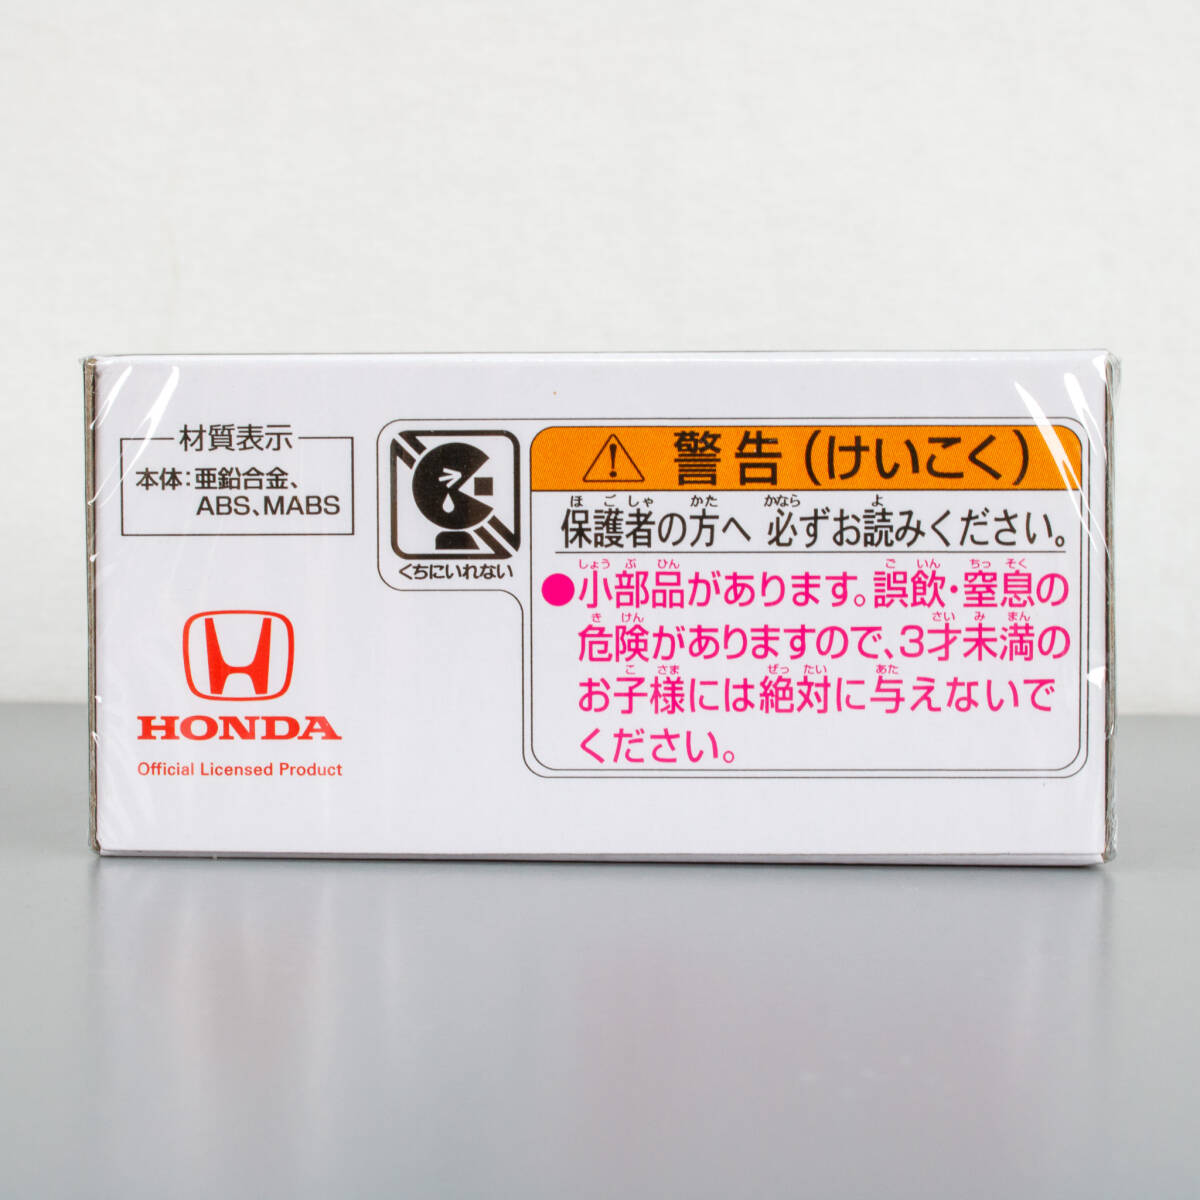 材質表示
本体：亜鉛合金、
ABS、MABS
HONDA
Official Licensed Product
くちにいれない
警告（けいこく）
ほごしゃ かた かなら よ
保護者の方へ 必ずお読みください。
しょうぶひん ごいん ちっそく
●小部品があります。誤飲・窒息の
きけん さいみまん
危険がありますので、3才未満の
こさま ぜったい あた
お子様には絶対に与えないで
ください。